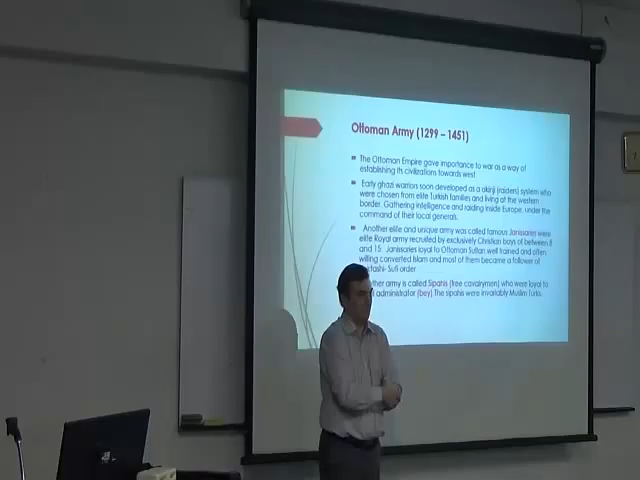 Ottoman Army (1299 – 1451)
The Ottoman Empire gave importance to war as a way of
establishing its civilizations towards west
Early ghazi warriors soon developed as a akinji (raiders) system who
were chosen from elite Turkish families and living at the western
border. Gathering intelligence and raiding inside Europe, under the
command of their local generals.
Another elite and unique army was called famous Janissaries were
elite Royal army recruited by exclusively Christian boys of between 8
and 15. Janissaries loyal to Ottoman Sultan well trained and often
willing converted Islam and most of them became a follower of
Sufi order
army is called Sipahis (free cavalrymen) who were loyal to
administrator (bey) The sipahis were invariably Muslim Turks.